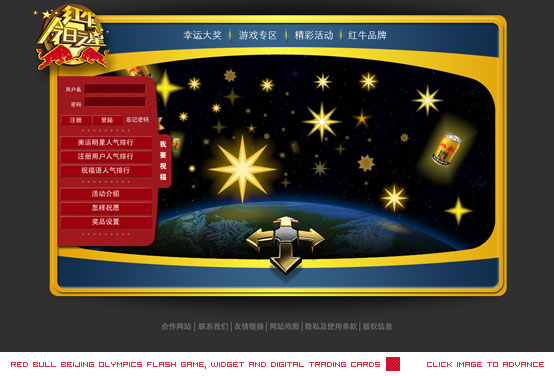 红牛
今日之星
幸运大奖 游戏专区 精彩活动 红牛品牌
用户名
密码
注册 登陆 忘记密码
奥运明星人气排行
注册用户人气排行
祝福语人气排行
我要祝福
活动介绍
怎样祝愿
奖品设置
合作网站 | 联系我们 | 友情链接 | 网站地图 | 隐私及使用条款 | 版权信息
RED BULL BEIJING OLYMPICS FLASH GAME, WIDGET AND DIGITAL TRADING CARDS CLICK IMAGE TO ADVANCE